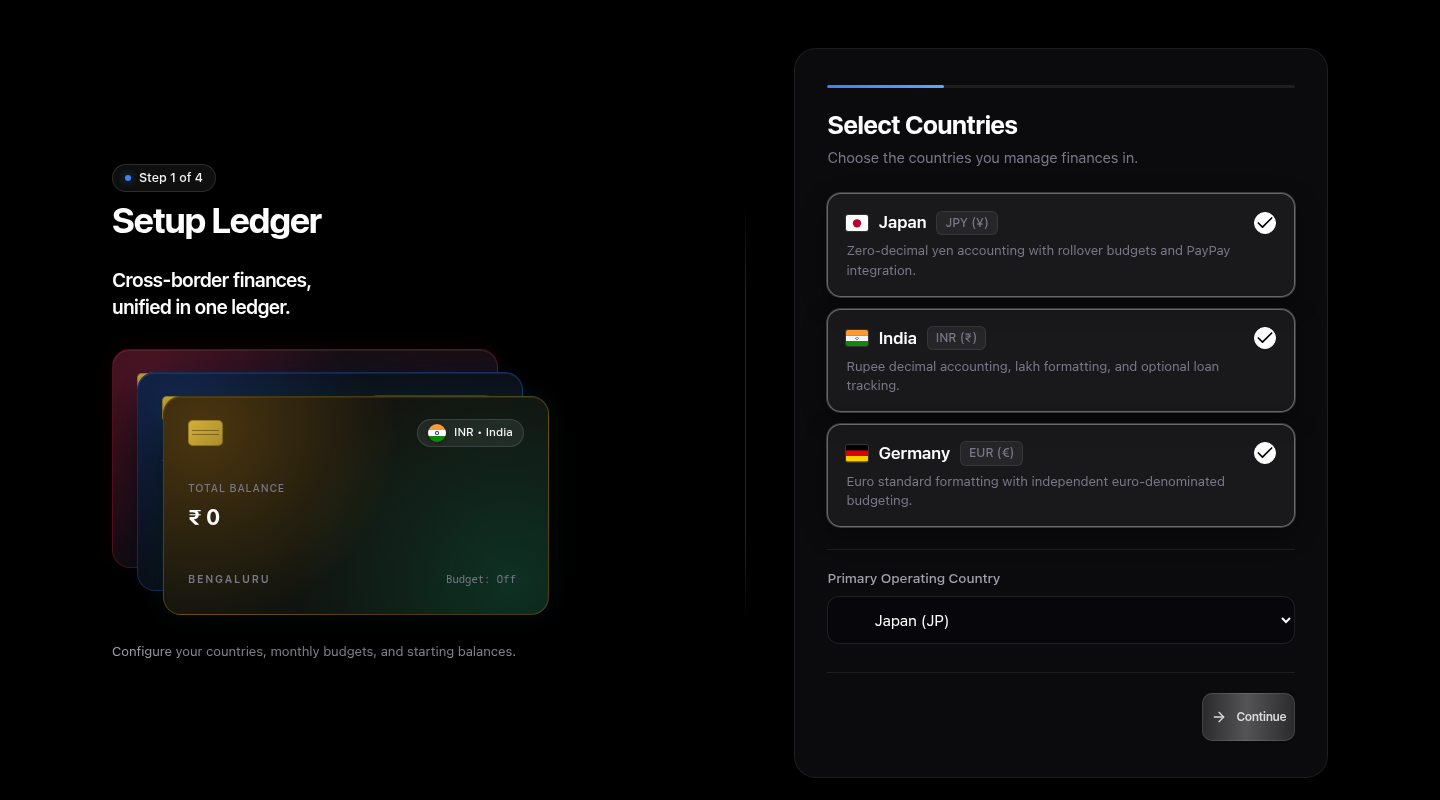 Step 1 of 4
Setup Ledger
Cross-border finances,
unified in one ledger.
INR • India
TOTAL BALANCE
₹ 0
BENGALURU
Budget: Off
Configure your countries, monthly budgets, and starting balances.
Select Countries
Choose the countries you manage finances in.
Japan
JPY (¥)
Zero-decimal yen accounting with rollover budgets and PayPay
integration.
India
INR (₹)
Rupee decimal accounting, lakh formatting, and optional loan
tracking.
Germany
EUR (€)
Euro standard formatting with independent euro-denominated
budgeting.
Primary Operating Country
Japan (JP)
Continue